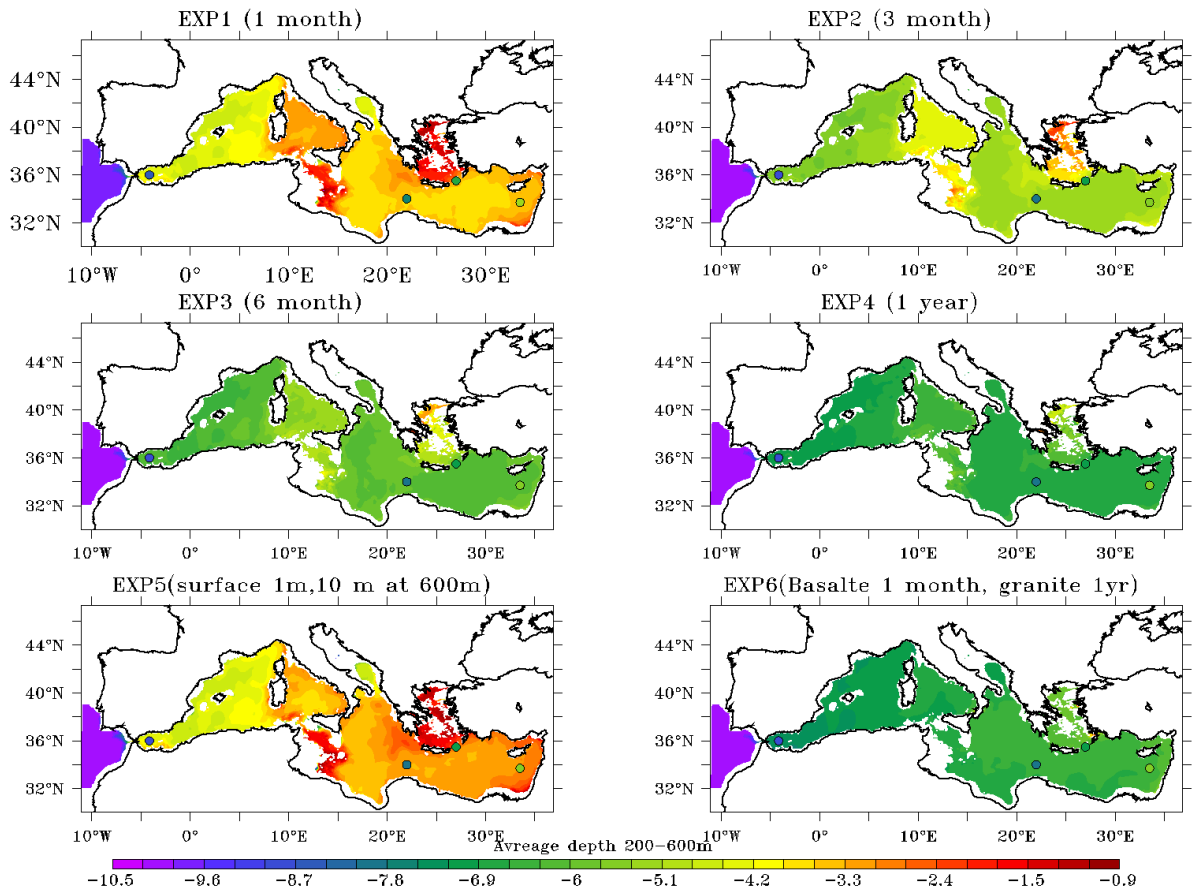 EXP1 (1 month) EXP2 (3 month)
44°N 44°N
40°N 40°N
36°N 36°N
32°N 32°N
10°W 0° 10°E 20°E 30°E 10°W 0° 10°E 20°E 30°E
EXP3 (6 month) EXP4 (1 year)
44°N 44°N
40°N 40°N
36°N 36°N
32°N 32°N
10°W 0° 10°E 20°E 30°E 10°W 0° 10°E 20°E 30°E
EXP5(surface 1m,10 m at 600m) EXP6(Basalte 1 month, granite 1yr)
44°N 44°N
40°N 40°N
36°N 36°N
32°N 32°N
10°W 0° 10°E 20°E 30°E 10°W 0° 10°E 20°E 30°E
Avreage depth 200-600m
-10.5 -9.6 -8.7 -7.8 -6.9 -6 -5.1 -4.2 -3.3 -2.4 -1.5 -0.9